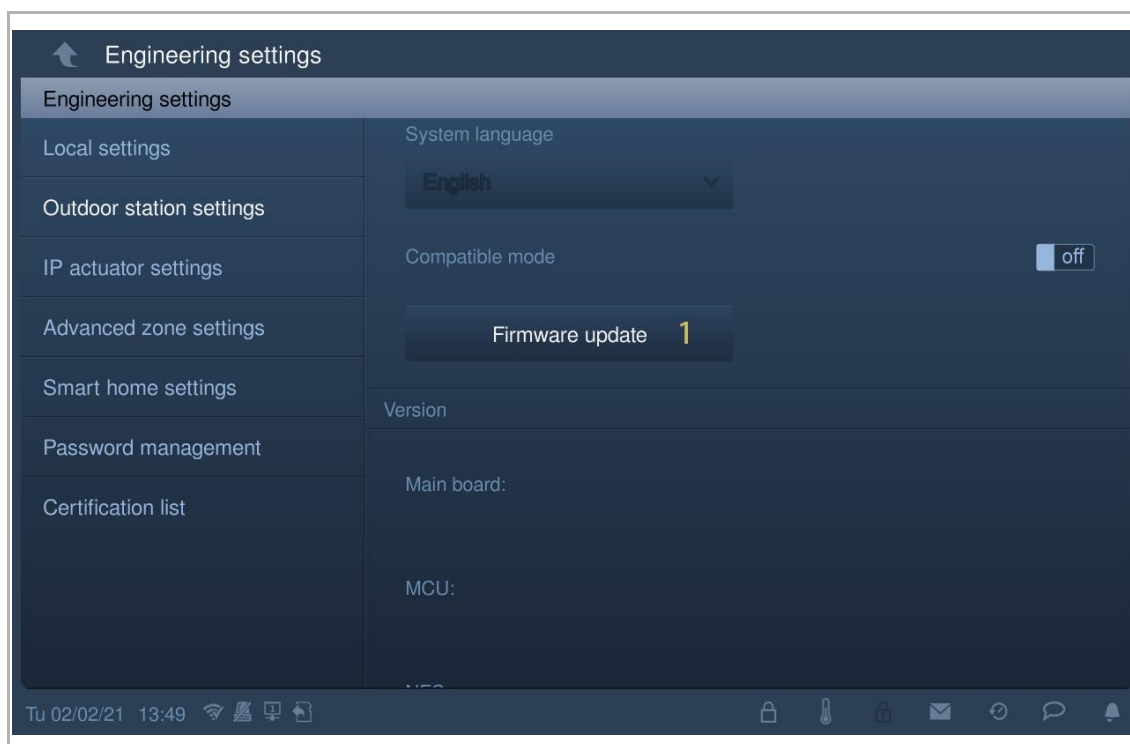 Engineering settings
Engineering settings
Local settings
Outdoor station settings
IP actuator settings
Advanced zone settings
Smart home settings
Password management
Certification list
System language
English
Compatible mode
off
Firmware update 1
Version
Main board:
MCU:
Tu 02/02/21 13:49